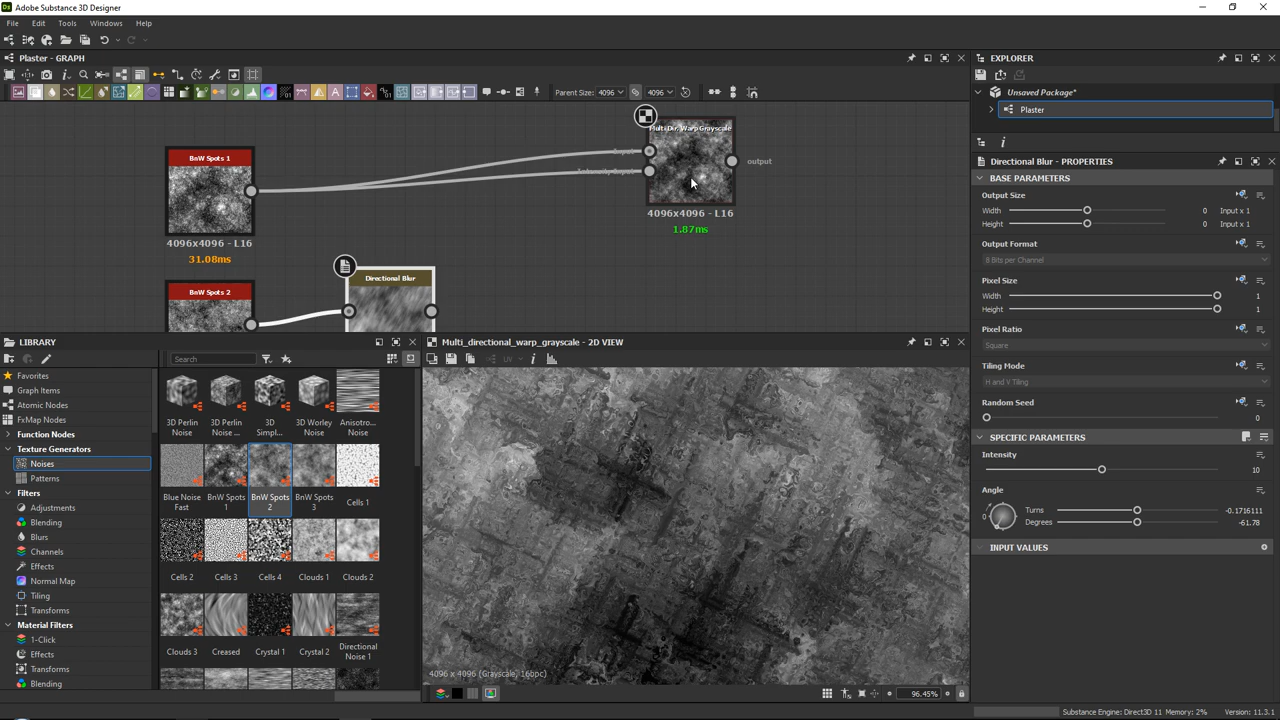 Adobe Substance 3D Designer
File Edit Tools Windows Help
Plaster - GRAPH
Parent Size: 4096 4096
BnW Spots 1
4096x4096 - L16
31.08ms
BnW Spots 2
Directional Blur
Multi Dir. Warp Grayscale
Input
Intensity Input
output
4096x4096 - L16
1.87ms
EXPLORER
Unsaved Package*
Plaster
Directional Blur - PROPERTIES
BASE PARAMETERS
Output Size
Width 0 Input x 1
Height 0 Input x 1
Output Format
8 Bits per Channel
Pixel Size
Width 1
Height 1
Pixel Ratio
Square
Tiling Mode
H and V Tiling
Random Seed
0
SPECIFIC PARAMETERS
Intensity
10
Angle
0
Turns -0.1716111
Degrees -61.78
INPUT VALUES
LIBRARY
Search
Favorites
Graph Items
Atomic Nodes
FxMap Nodes
Function Nodes
Texture Generators
Noises
Patterns
Filters
Adjustments
Blending
Blurs
Channels
Effects
Normal Map
Tiling
Transforms
Material Filters
1-Click
Effects
Transforms
Blending
3D Perlin Noise
3D Perlin Noise ...
3D Simpl...
3D Worley Noise
Anisotro... Noise
Blue Noise Fast
BnW Spots 1
BnW Spots 2
BnW Spots 3
Cells 1
Cells 2
Cells 3
Cells 4
Clouds 1
Clouds 2
Clouds 3
Creased
Crystal 1
Crystal 2
Directional Noise 1
Multi_directional_warp_grayscale - 2D VIEW
UV
4096 x 4096 (Grayscale, 16bpc)
96.45%
Substance Engine: Direct3D 11 Memory: 2% Version: 11.3.1